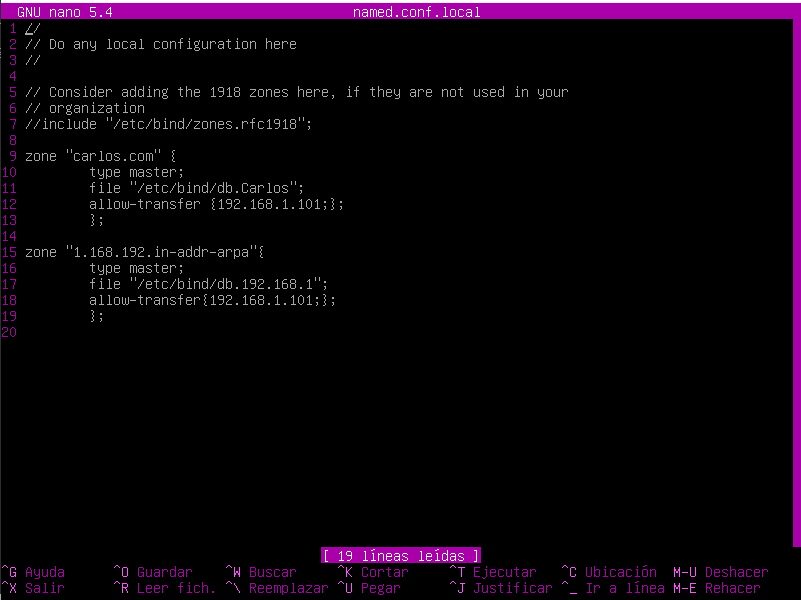 GNU nano 5.4 named.conf.local
1 //
2 // Do any local configuration here
3 //
4
5 // Consider adding the 1918 zones here, if they are not used in your
6 // organization
7 //include "/etc/bind/zones.rfc1918";
8
9 zone "carlos.com" {
10 type master;
11 file "/etc/bind/db.Carlos";
12 allow-transfer {192.168.1.101;};
13 };
14
15 zone "1.168.192.in-addr-arpa"{
16 type master;
17 file "/etc/bind/db.192.168.1";
18 allow-transfer{192.168.1.101;};
19 };
20
[ 19 líneas leídas ]
^G Ayuda ^O Guardar ^W Buscar ^K Cortar ^T Ejecutar ^C Ubicación M-U Deshacer
^X Salir ^R Leer fich. ^\ Reemplazar ^U Pegar ^J Justificar ^_ Ir a línea M-E Rehacer